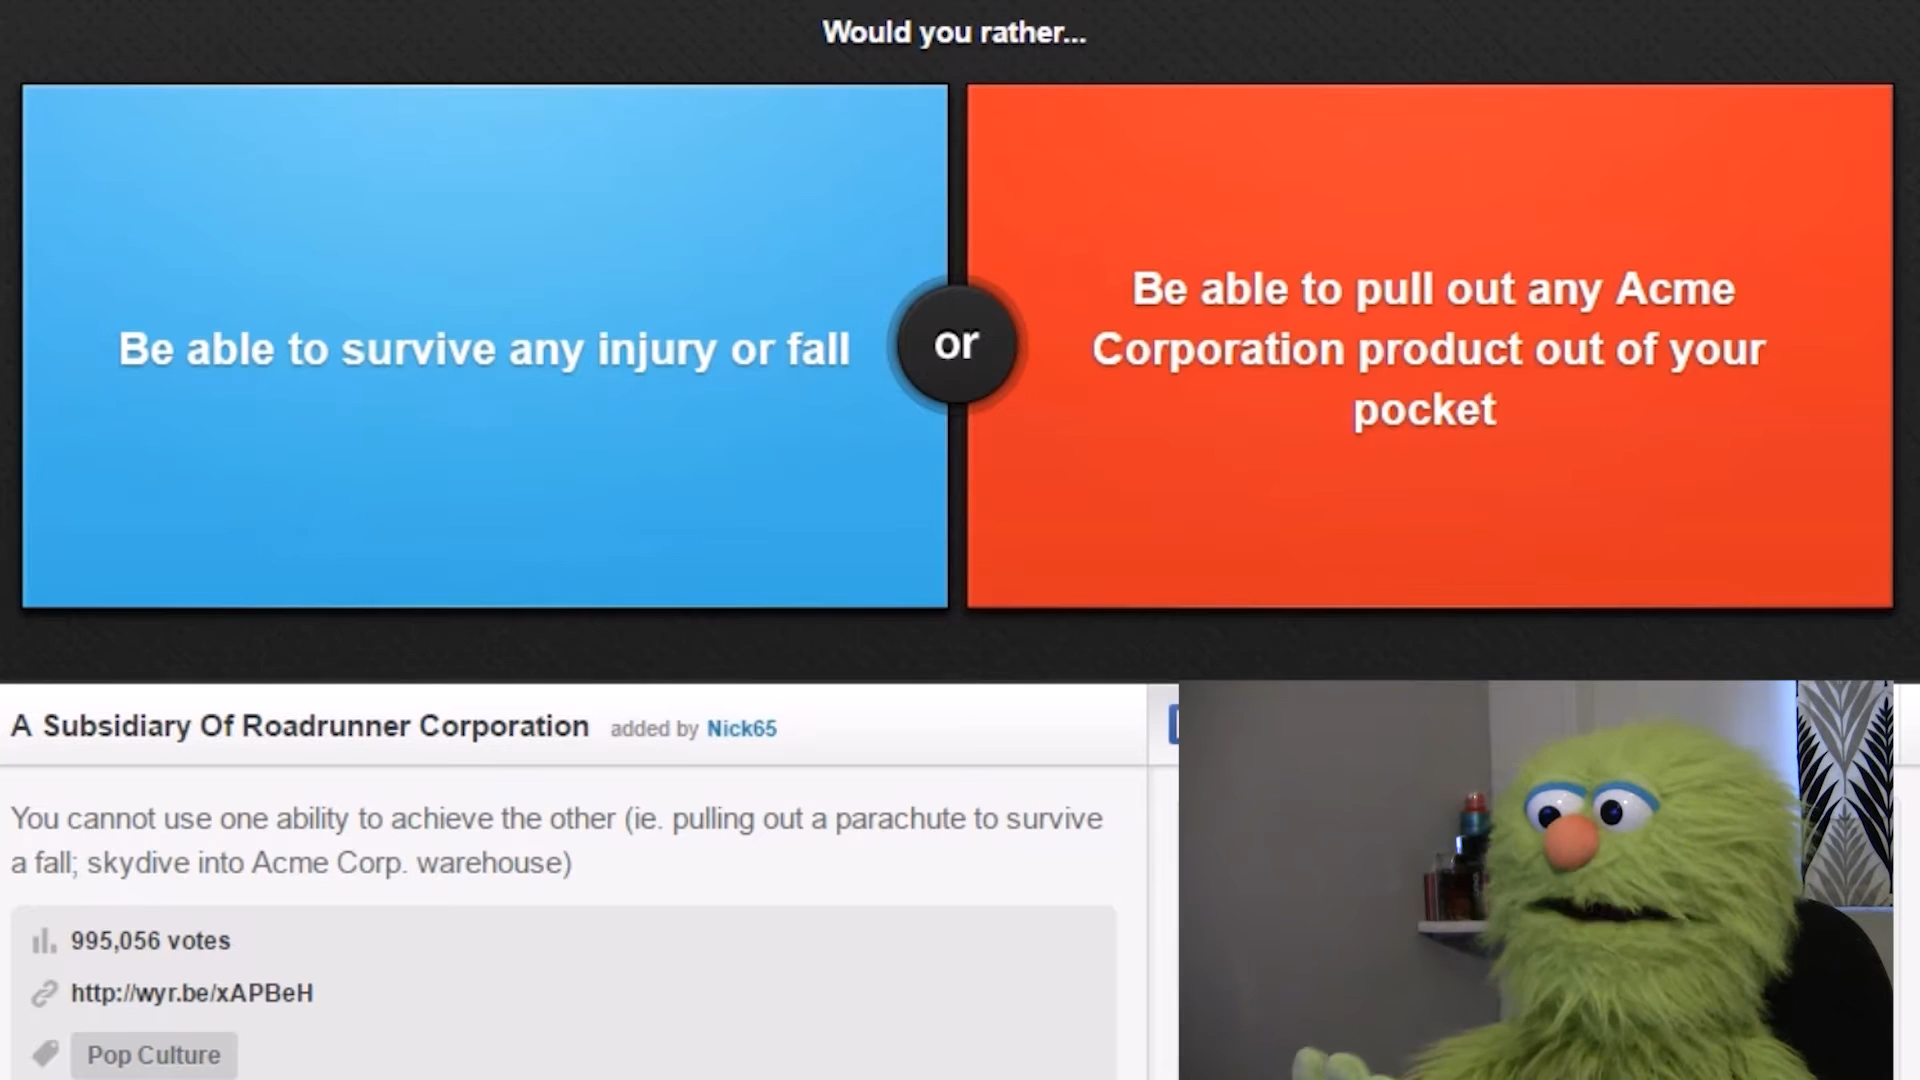 Would you rather...
Be able to survive any injury or fall
or
Be able to pull out any Acme
Corporation product out of your
pocket
A Subsidiary Of Roadrunner Corporation added by Nick65
You cannot use one ability to achieve the other (ie. pulling out a parachute to survive
a fall; skydive into Acme Corp. warehouse)
995,056 votes
http://wyr.be/xAPBeH
Pop Culture